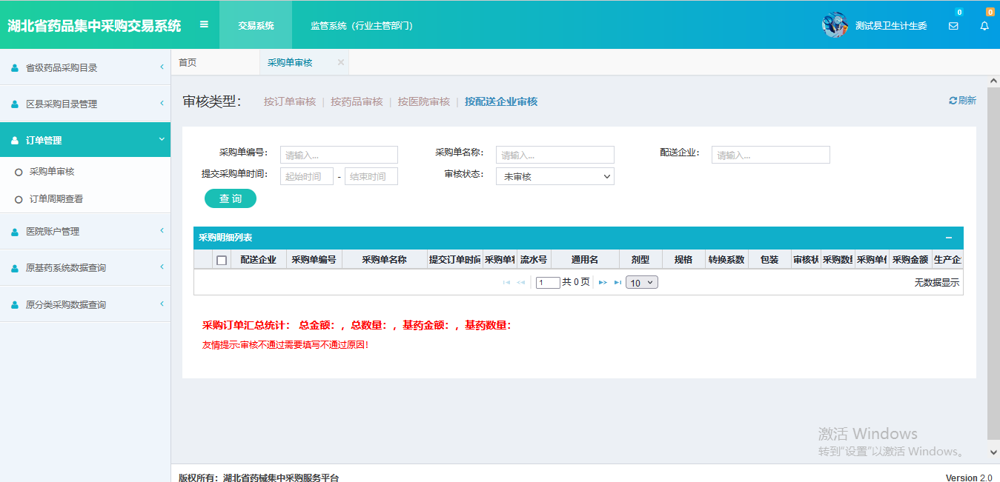 湖北省药品集中采购交易系统 交易系统 监管系统（行业主管部门） 测试县卫生计生委 0 0
省级药品采购目录
区县采购目录管理
订单管理
采购单审核
订单周期查看
医院账户管理
原基药系统数据查询
原分类采购数据查询
首页 采购单审核 ×
审核类型： 按订单审核 | 按药品审核 | 按医院审核 | 按配送企业审核 刷新
采购单编号： 请输入... 采购单名称： 请输入... 配送企业： 请输入...
提交采购单时间： 起始时间 - 结束时间 审核状态： 未审核
查 询
采购明细列表
配送企业 采购单编号 采购单名称 提交订单时间 采购单 流水号 通用名 剂型 规格 转换系数 包装 审核状 采购数 采购单 采购金额 生产企
1 共 0 页 10 无数据显示
采购订单汇总统计： 总金额：，总数量：，基药金额：，基药数量：
友情提示:审核不通过需要填写不通过原因！
激活 Windows
转到"设置"以激活 Windows。
版权所有：湖北省药械集中采购服务平台 Version 2.0